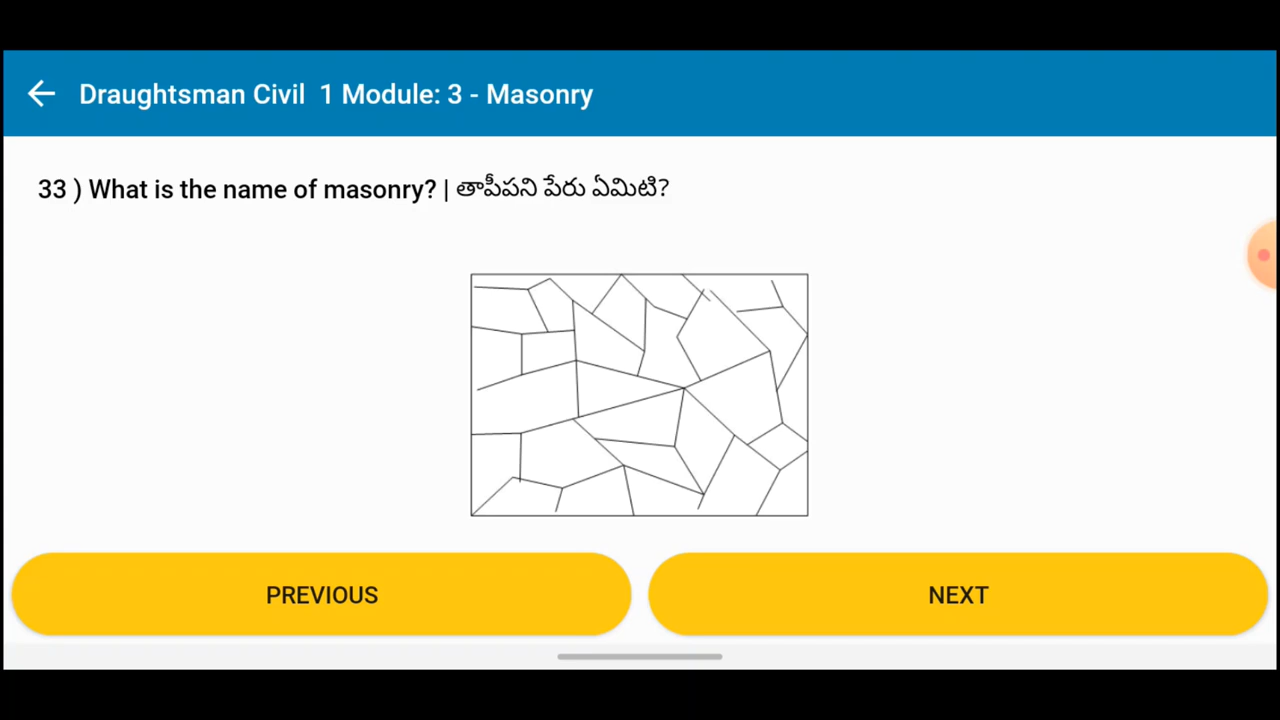 Draughtsman Civil 1 Module: 3 - Masonry
33 ) What is the name of masonry? | తాపీపని పేరు ఏమిటి?
PREVIOUS
NEXT